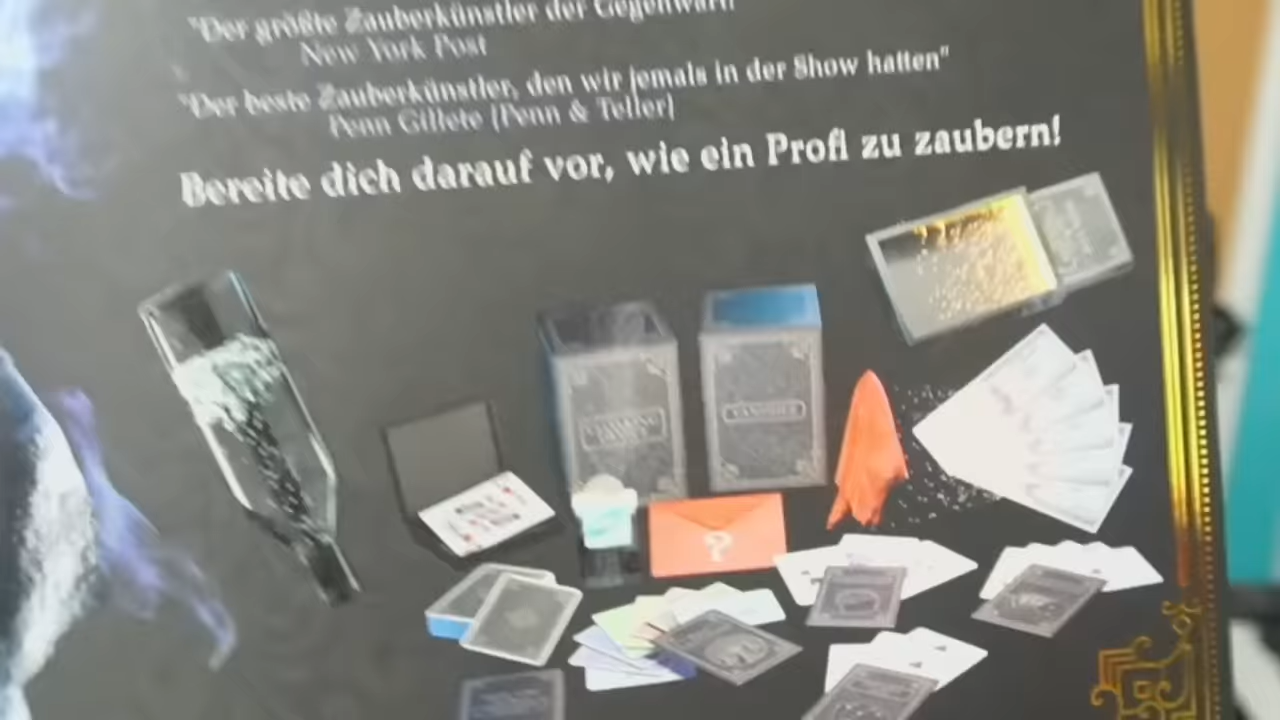 "Der größte Zauberkünstler der Gegenwart"
New York Post
"Der beste Zauberkünstler, den wir jemals in der Show hatten"
Penn Gillete (Penn & Teller)
Bereite dich darauf vor, wie ein Profi zu zaubern!
?